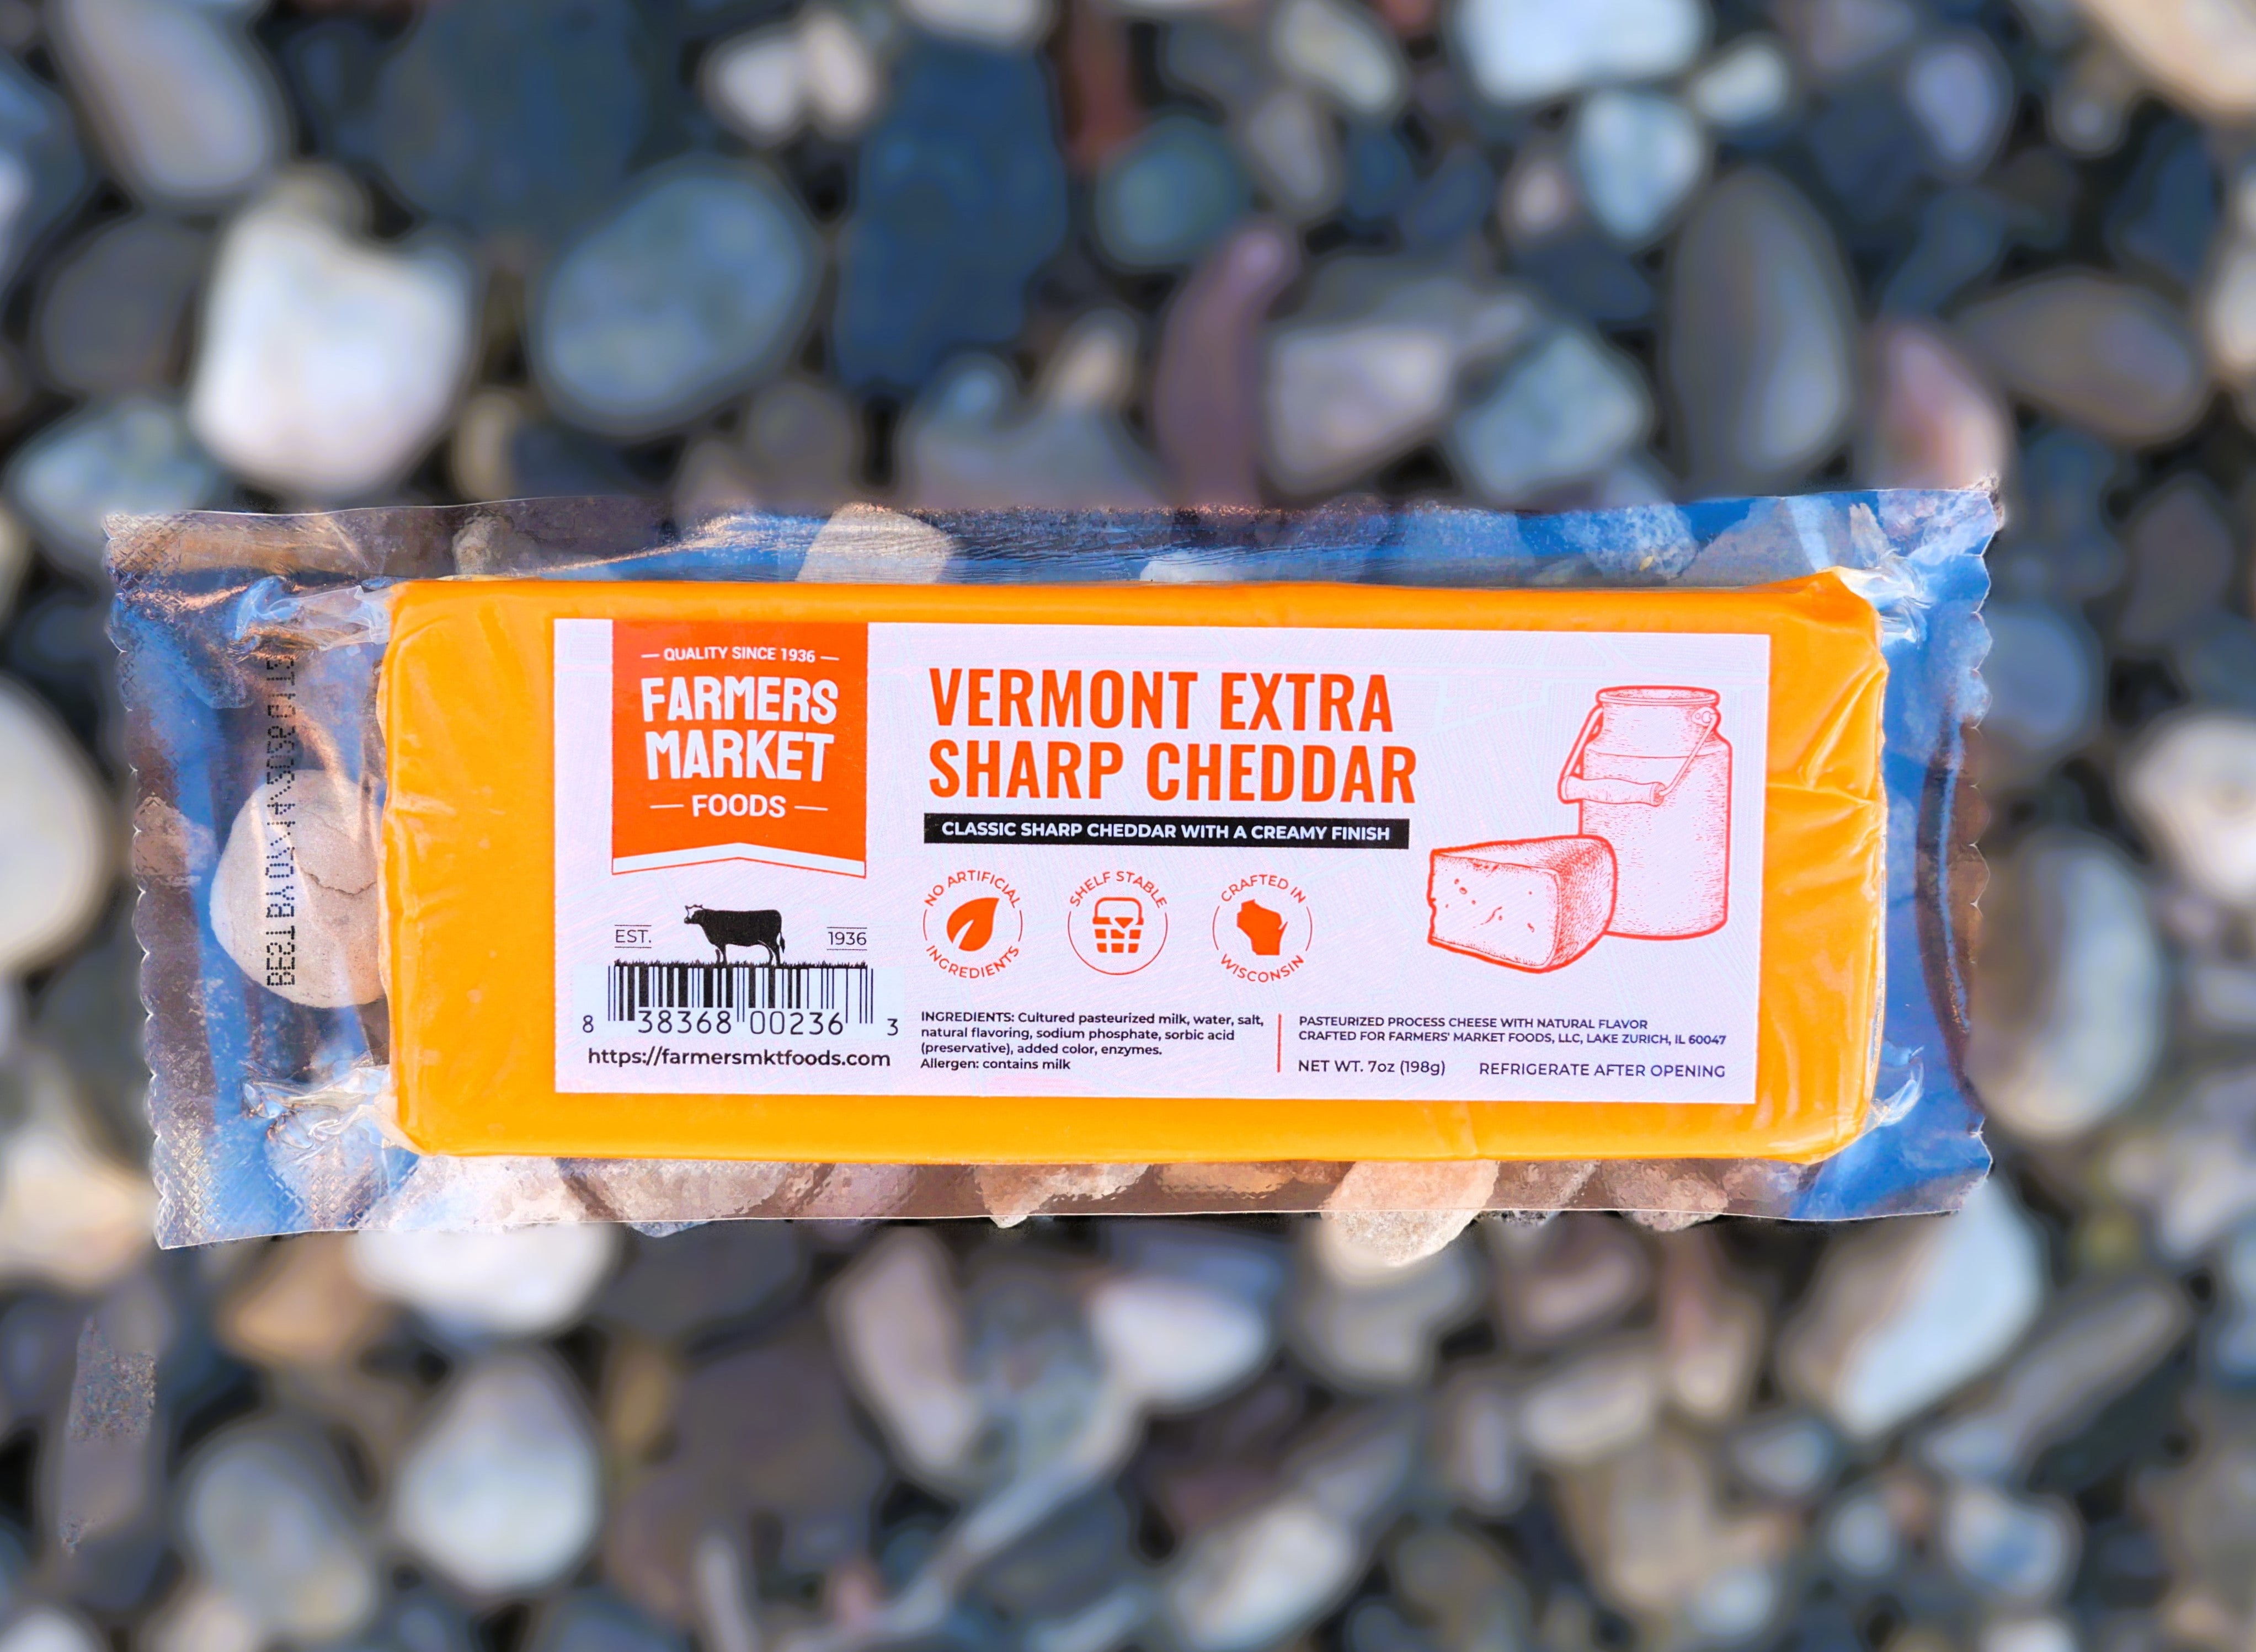 — QUALITY SINCE 1936 —
FARMERS
MARKET
— FOODS —
EST.
1936
8 38368 00236 3
https://farmersmktfoods.com
VERMONT EXTRA
SHARP CHEDDAR
CLASSIC SHARP CHEDDAR WITH A CREAMY FINISH
NO ARTIFICIAL
INGREDIENTS
SHELF STABLE
CRAFTED IN
WISCONSIN
INGREDIENTS: Cultured pasteurized milk, water, salt,
natural flavoring, sodium phosphate, sorbic acid
(preservative), added color, enzymes.
Allergen: contains milk
PASTEURIZED PROCESS CHEESE WITH NATURAL FLAVOR
CRAFTED FOR FARMERS' MARKET FOODS, LLC, LAKE ZURICH, IL 60047
NET WT. 7oz (198g)
REFRIGERATE AFTER OPENING
BEST BY